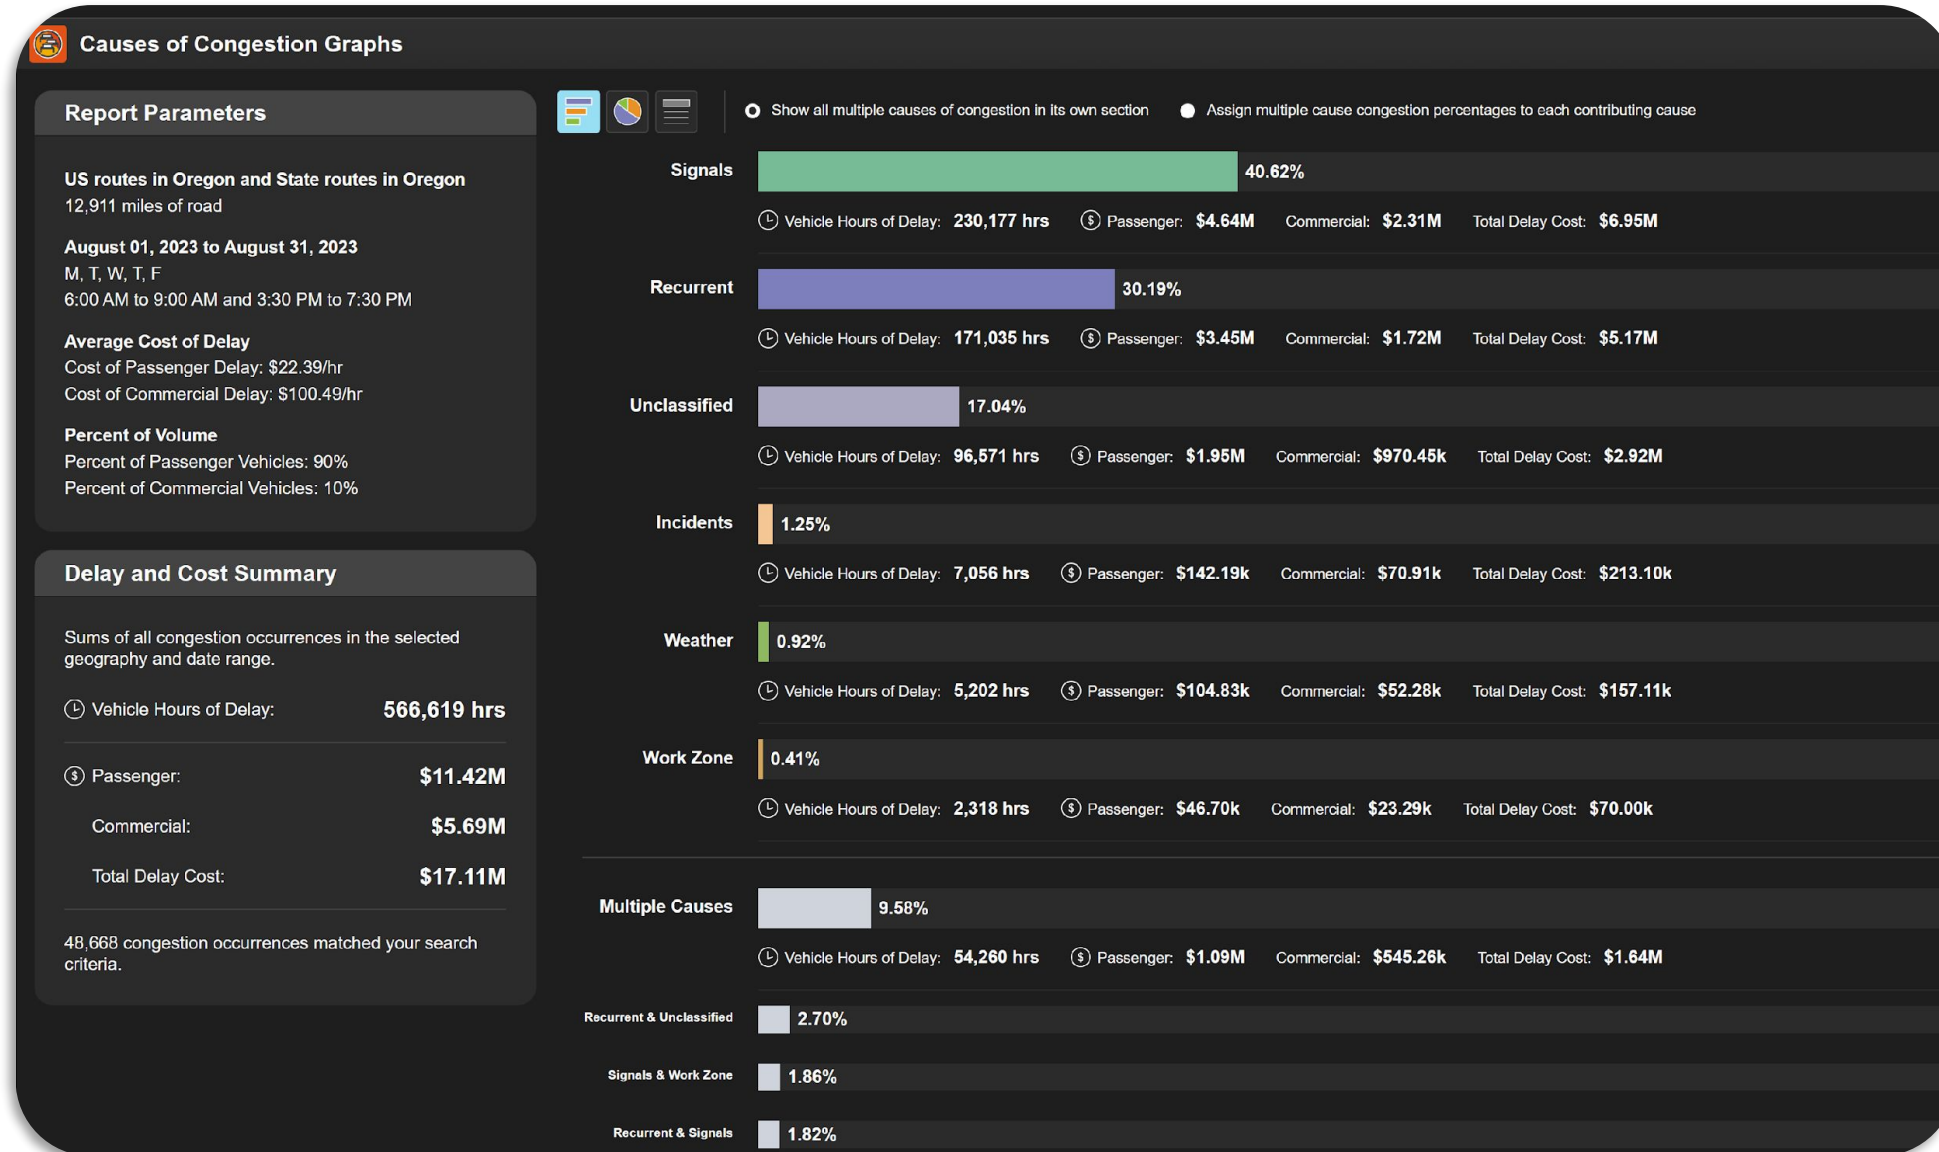 Causes of Congestion Graphs
Report Parameters
US routes in Oregon and State routes in Oregon
12,911 miles of road
August 01, 2023 to August 31, 2023
M, T, W, T, F
6:00 AM to 9:00 AM and 3:30 PM to 7:30 PM
Average Cost of Delay
Cost of Passenger Delay: $22.39/hr
Cost of Commercial Delay: $100.49/hr
Percent of Volume
Percent of Passenger Vehicles: 90%
Percent of Commercial Vehicles: 10%
Delay and Cost Summary
Sums of all congestion occurrences in the selected
geography and date range.
Vehicle Hours of Delay: 566,619 hrs
Passenger: $11.42M
Commercial: $5.69M
Total Delay Cost: $17.11M
48,668 congestion occurrences matched your search
criteria.
Show all multiple causes of congestion in its own section Assign multiple cause congestion percentages to each contributing cause
Signals 40.62%
Vehicle Hours of Delay: 230,177 hrs Passenger: $4.64M Commercial: $2.31M Total Delay Cost: $6.95M
Recurrent 30.19%
Vehicle Hours of Delay: 171,035 hrs Passenger: $3.45M Commercial: $1.72M Total Delay Cost: $5.17M
Unclassified 17.04%
Vehicle Hours of Delay: 96,571 hrs Passenger: $1.95M Commercial: $970.45k Total Delay Cost: $2.92M
Incidents 1.25%
Vehicle Hours of Delay: 7,056 hrs Passenger: $142.19k Commercial: $70.91k Total Delay Cost: $213.10k
Weather 0.92%
Vehicle Hours of Delay: 5,202 hrs Passenger: $104.83k Commercial: $52.28k Total Delay Cost: $157.11k
Work Zone 0.41%
Vehicle Hours of Delay: 2,318 hrs Passenger: $46.70k Commercial: $23.29k Total Delay Cost: $70.00k
Multiple Causes 9.58%
Vehicle Hours of Delay: 54,260 hrs Passenger: $1.09M Commercial: $545.26k Total Delay Cost: $1.64M
Recurrent & Unclassified 2.70%
Signals & Work Zone 1.86%
Recurrent & Signals 1.82%